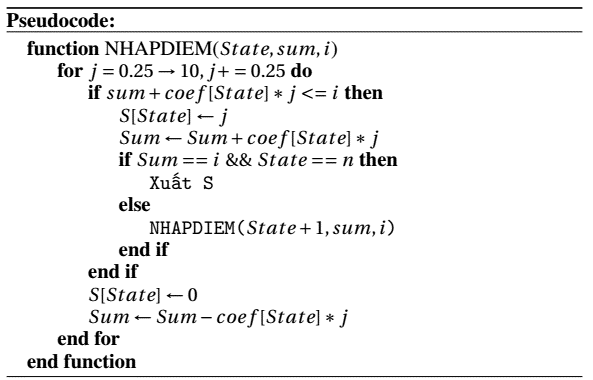 Pseudocode:
function NHAPDIEM(State, sum, i)
for j = 0.25 → 10, j+ = 0.25 do
if sum + coef[State] ∗ j <= i then
S[State] ← j
Sum ← Sum + coef[State] ∗ j
if Sum == i && State == n then
Xuất S
else
NHAPDIEM(State + 1, sum, i)
end if
end if
S[State] ← 0
Sum ← Sum − coef[State] ∗ j
end for
end function